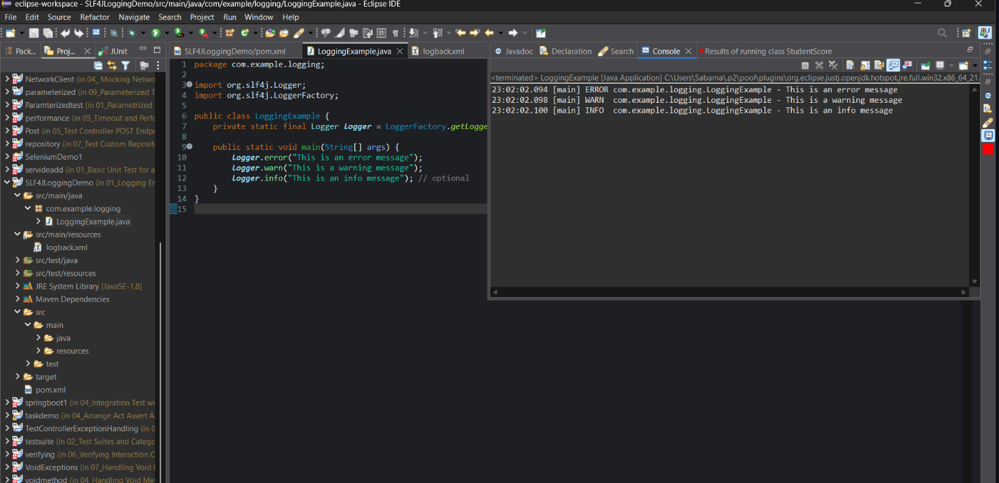 eclipse-workspace - SLF4JLoggingDemo/src/main/java/com/example/logging/LoggingExample.java - Eclipse IDE
File Edit Source Refactor Navigate Search Project Run Window Help
Pack... Proj... JUnit
NetworkClient (in 04_ Mocking Netwo
parameterized (in 09_Parameterized T
Paramterizedtest (in 01_Parametrized
performance (in 05_Timeout and Perfo
Post (in 05_Test Controller POST Endpo
repository (in 07_Test Custom Reposit
SeleniumDemo1
servideadd (in 01_Basic Unit Test for a
SLF4JLoggingDemo (in 01_Logging Er
src/main/java
com.example.logging
LoggingExample.java
src/main/resources
logback.xml
src/test/java
src/test/resources
JRE System Library [JavaSE-1.8]
Maven Dependencies
src
main
java
resources
test
target
pom.xml
springboot1 (in 04_Integration Test wi
taskdemo (in 04_Arrange Act Assert A
TestControllerExceptionHandling (in 0
testsuite (in 02_Test Suites and Catego
verifying (in 06_Verifying Interaction O
VoidExceptions (in 07_Handling Void
voidmethod (in 04_Handling Void Me
SLF4JLoggingDemo/pom.xml LoggingExample.java logback.xml
1 package com.example.logging;
2
3 import org.slf4j.Logger;
4 import org.slf4j.LoggerFactory;
5
6 public class LoggingExample {
7 private static final Logger logger = LoggerFactory.getLogge
8
9 public static void main(String[] args) {
10 logger.error("This is an error message");
11 logger.warn("This is a warning message");
12 logger.info("This is an info message"); // optional
13 }
14 }
15
Javadoc Declaration Search Console Results of running class StudentScore
<terminated> LoggingExample [Java Application] C:\Users\Sabarna\.p2\pool\plugins\org.eclipse.justj.openjdk.hotspot.jre.full.win32.x86_64_21.
23:02:02.094 [main] ERROR com.example.logging.LoggingExample - This is an error message
23:02:02.098 [main] WARN  com.example.logging.LoggingExample - This is a warning message
23:02:02.100 [main] INFO  com.example.logging.LoggingExample - This is an info message